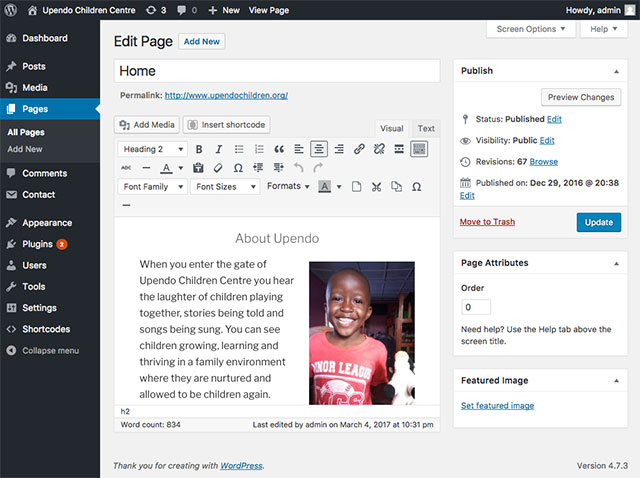 Upendo Children Centre 3 0 + New View Page Howdy, admin
Dashboard
Posts
Media
Pages
All Pages
Add New
Comments
Contact
Appearance
Plugins 2
Users
Tools
Settings
Shortcodes
Collapse menu
Screen Options Help
Edit Page Add New
Home
Permalink: http://www.upendochildren.org/
Add Media Insert shortcode
Visual Text
Heading 2 B I
ABC A Ω
Font Family Font Sizes Formats A Ω
About Upendo
When you enter the gate of
Upendo Children Centre you hear
the laughter of children playing
together, stories being told and
songs being sung. You can see
children growing, learning and
thriving in a family environment
where they are nurtured and
allowed to be children again.
MINOR LEAGUE
h2
Word count: 834 Last edited by admin on March 4, 2017 at 10:31 pm
Publish
Preview Changes
Status: Published Edit
Visibility: Public Edit
Revisions: 67 Browse
Published on: Dec 29, 2016 @ 20:38
Edit
Move to Trash Update
Page Attributes
Order
0
Need help? Use the Help tab above the
screen title.
Featured Image
Set featured image
Thank you for creating with WordPress. Version 4.7.3